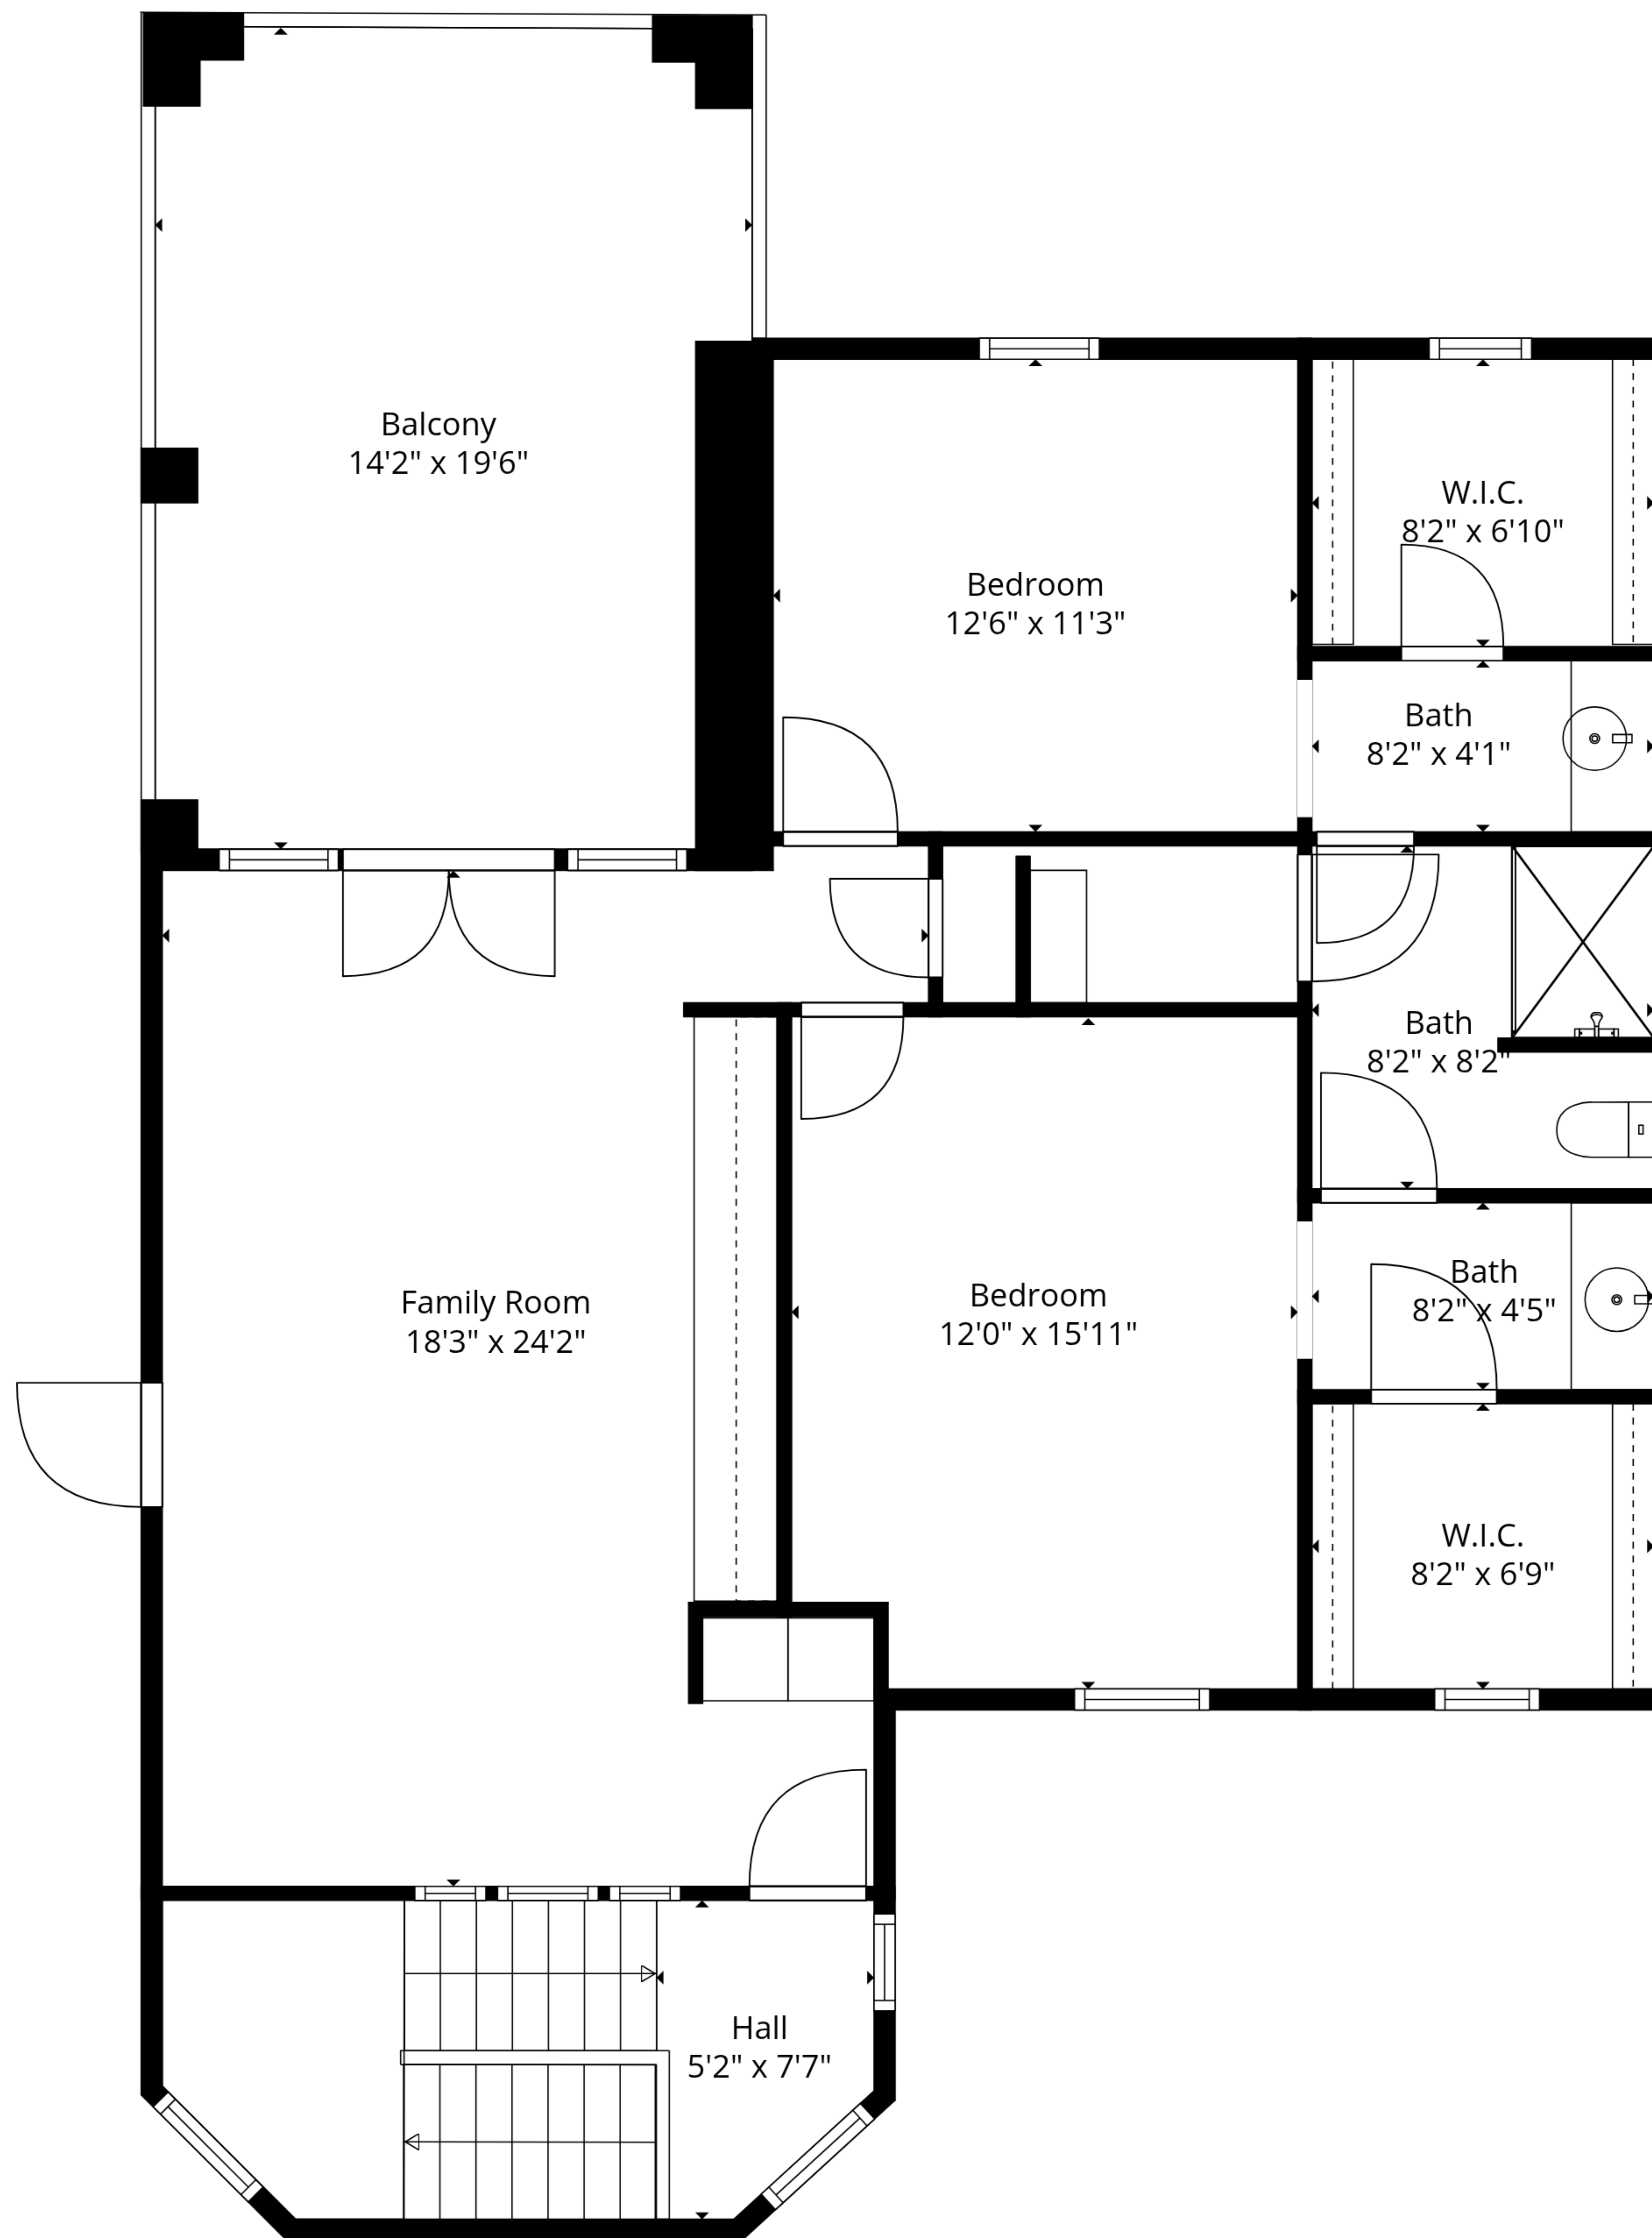 Balcony
14'2" x 19'6"
W.I.C.
8'2" x 6'10"
Bedroom
12'6" x 11'3"
Bath
8'2" x 4'1"
Bath
8'2" x 8'2"
Bath
8'2" x 4'5"
Family Room
18'3" x 24'2"
Bedroom
12'0" x 15'11"
W.I.C.
8'2" x 6'9"
Hall
5'2" x 7'7"